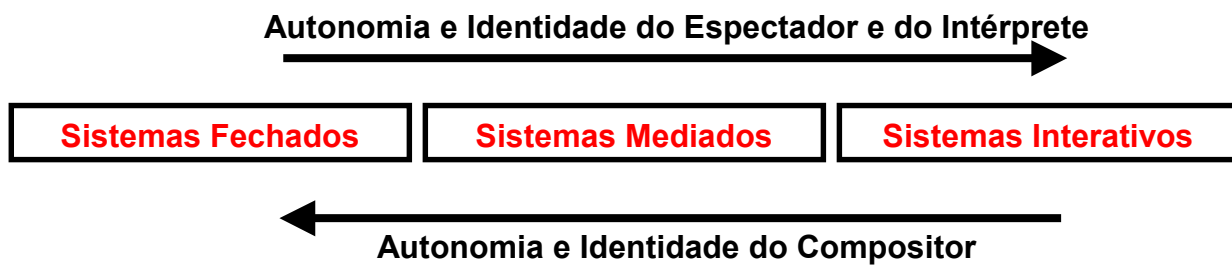 Autonomia e Identidade do Espectador e do Intérprete
Sistemas Fechados
Sistemas Mediados
Sistemas Interativos
Autonomia e Identidade do Compositor